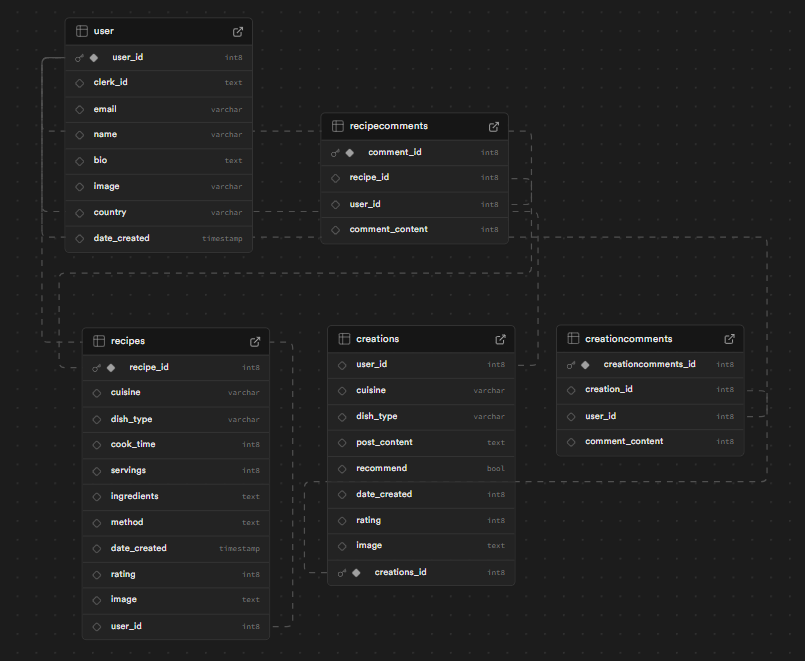 user
user_id int8
clerk_id text
email varchar
name varchar
bio text
image varchar
country varchar
date_created timestamp
recipecomments
comment_id int8
recipe_id int8
user_id int8
comment_content int8
recipes
recipe_id int8
cuisine varchar
dish_type varchar
cook_time int8
servings int8
ingredients text
method text
date_created timestamp
rating int8
image text
user_id int8
creations
user_id int8
cuisine varchar
dish_type varchar
post_content text
recommend bool
date_created int8
rating int8
image text
creations_id int8
creationcomments
creationcomments_id int8
creation_id int8
user_id int8
comment_content int8